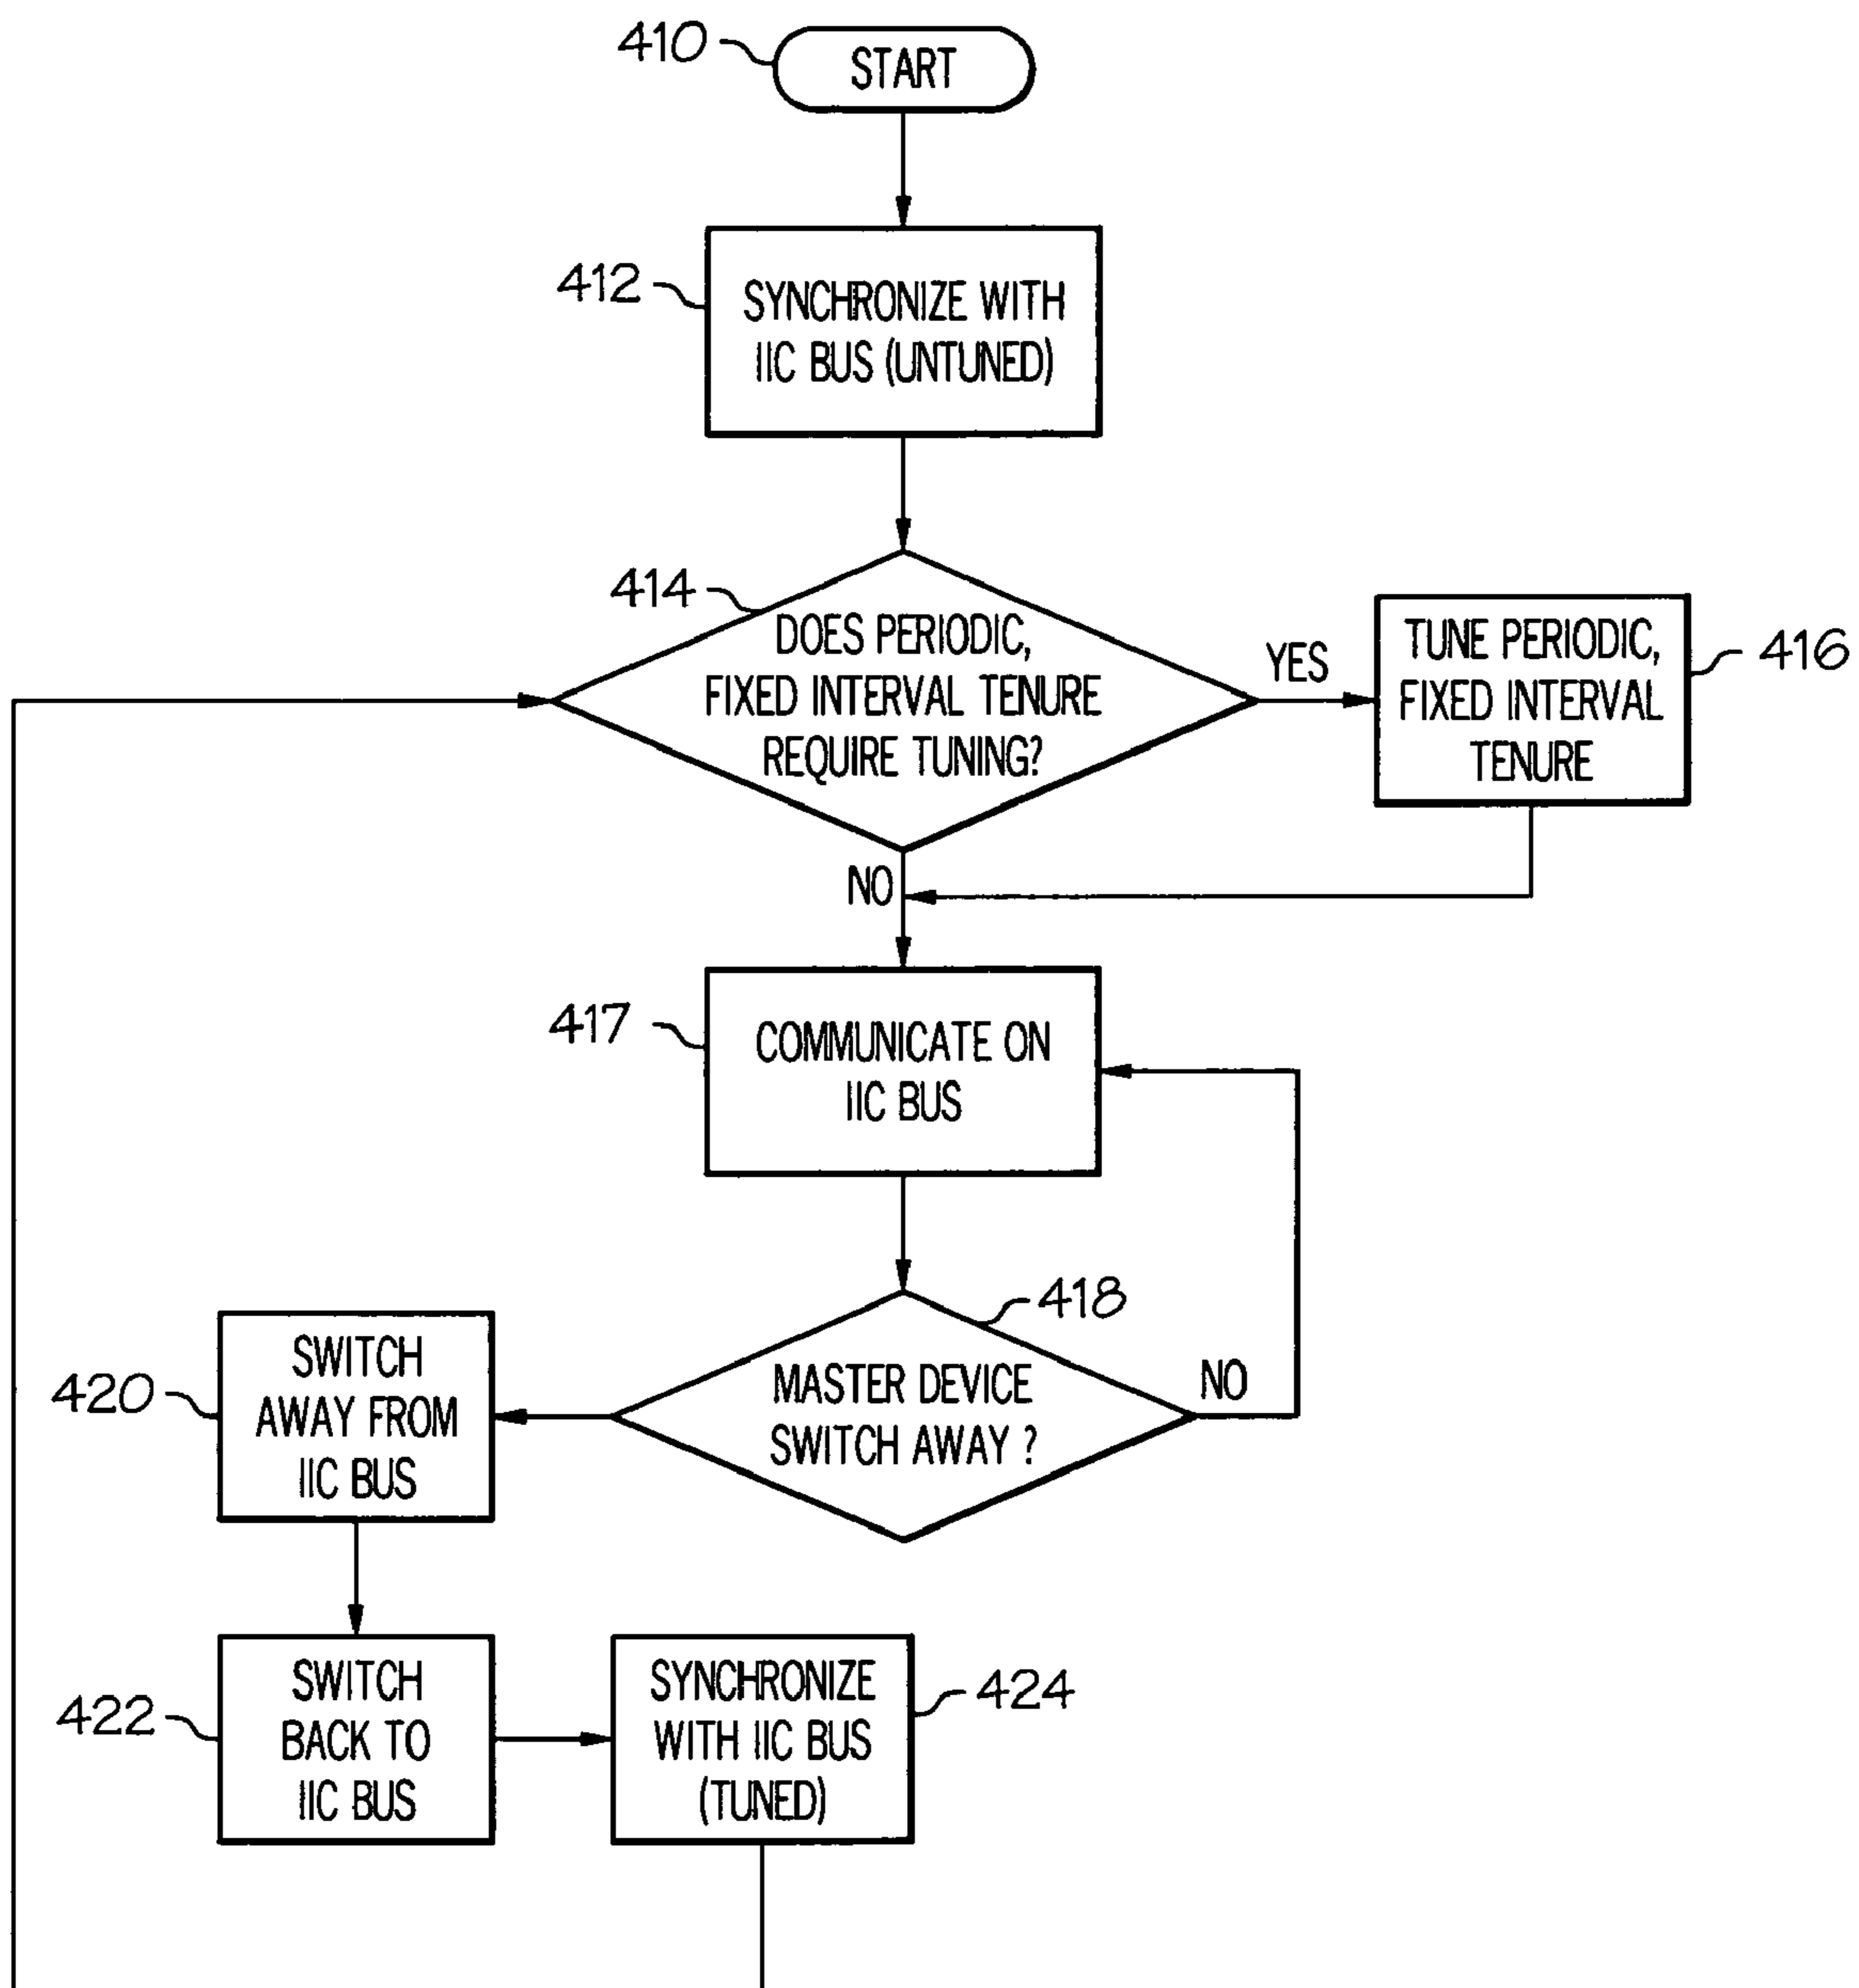 410
START
412
SYNCHRONIZE WITH
IIC BUS (UNTUNED)
414
DOES PERIODIC,
FIXED INTERVAL TENURE
REQUIRE TUNING?
YES
TUNE PERIODIC,
FIXED INTERVAL
TENURE
416
NO
417
COMMUNICATE ON
IIC BUS
418
MASTER DEVICE
SWITCH AWAY ?
NO
420
SWITCH
AWAY FROM
IIC BUS
422
SWITCH
BACK TO
IIC BUS
SYNCHRONIZE
WITH IIC BUS
(TUNED)
424